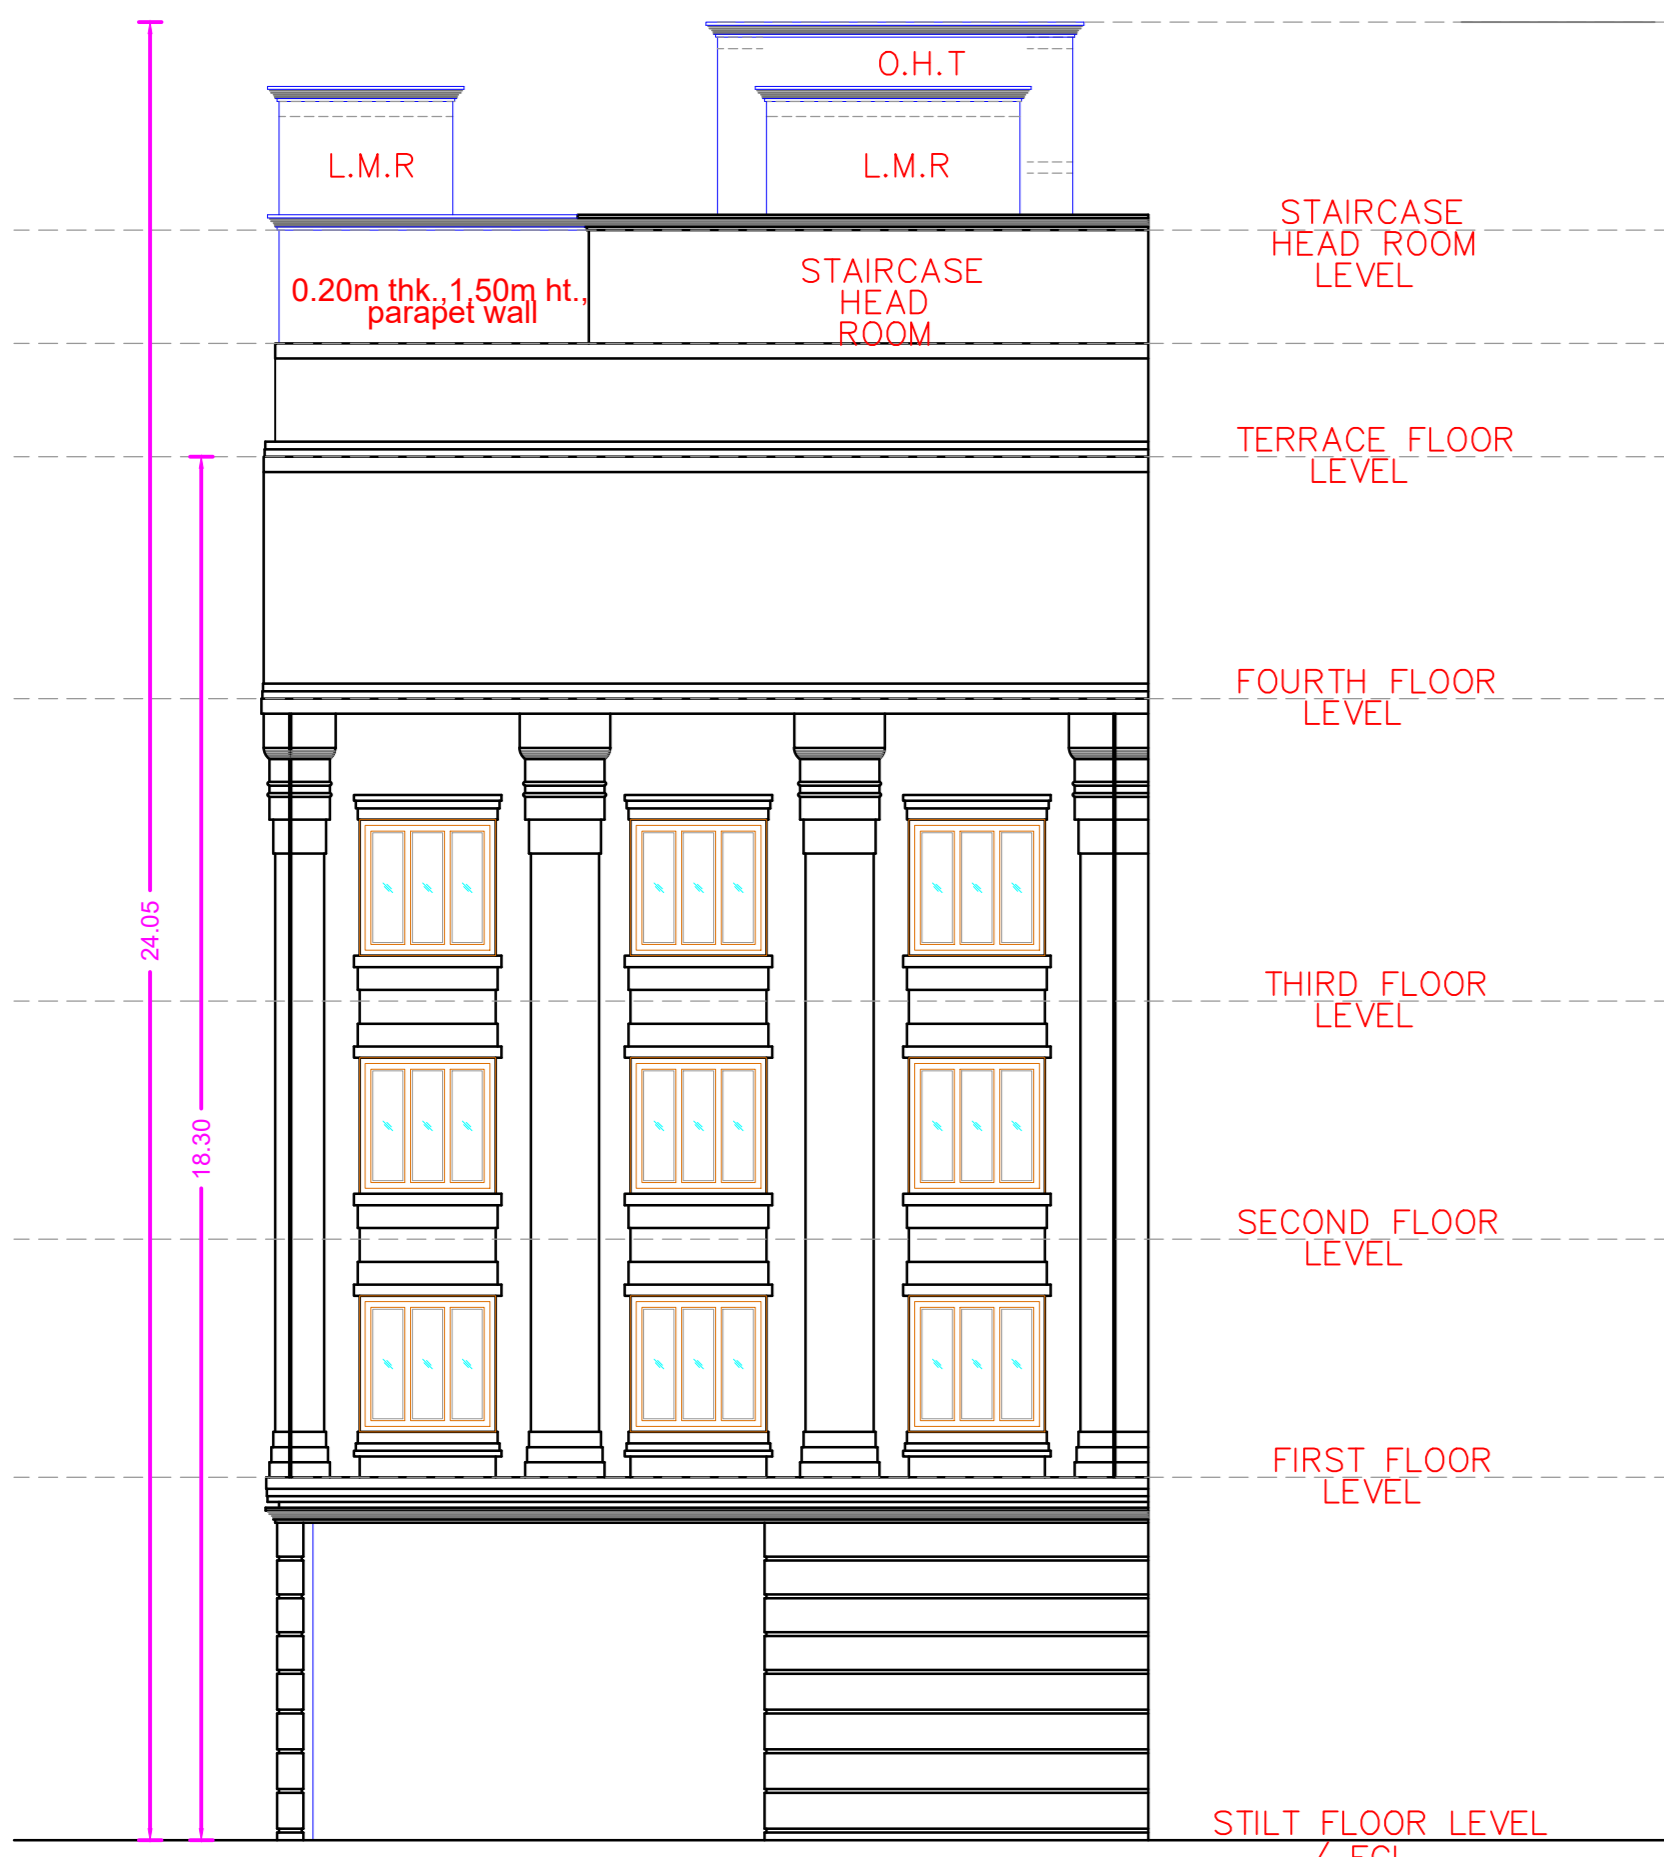 O.H.T
L.M.R
L.M.R
STAIRCASE
HEAD ROOM
LEVEL
0.20m thk.,1.50m ht.,
parapet wall
STAIRCASE
HEAD
ROOM
TERRACE FLOOR
LEVEL
FOURTH FLOOR
LEVEL
24.05
THIRD FLOOR
LEVEL
18.30
SECOND FLOOR
LEVEL
FIRST FLOOR
LEVEL
STILT FLOOR LEVEL